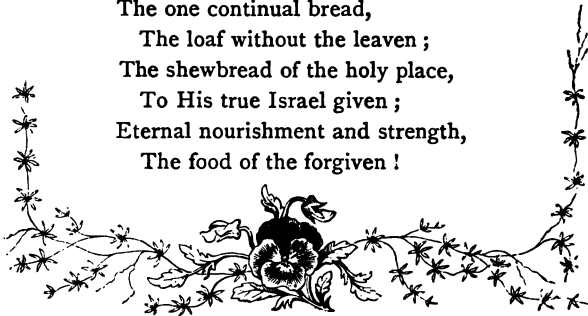 The one continual bread,
The loaf without the leaven ;
The shewbread of the holy place,
To His true Israel given ;
Eternal nourishment and strength,
The food of the forgiven !